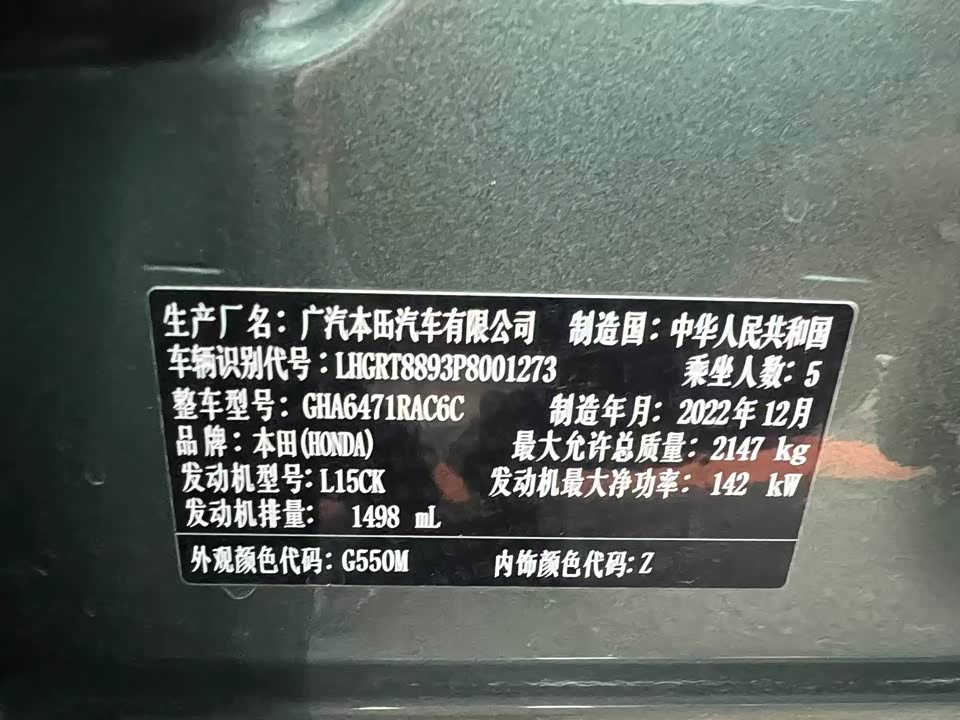 生产厂名：广汽本田汽车有限公司 制造国：中华人民共和国
车辆识别代号：LHGRT8893P8001273 乘坐人数：5
整车型号：GHA6471RAC6C 制造年月：2022年12月
品牌：本田(HONDA) 最大允许总质量：2147 kg
发动机型号：L15CK 发动机最大净功率：142 kW
发动机排量：1498 mL
外观颜色代码：G550M 内饰颜色代码：Z